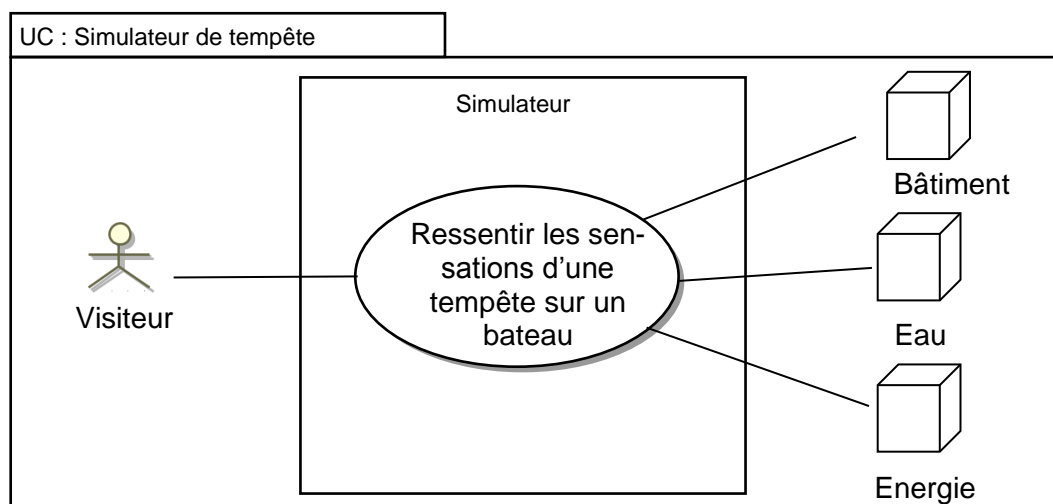 UC : Simulateur de tempête
Simulateur
Bâtiment
Ressentir les sen-
sations d'une
tempête sur un
bateau
Visiteur
Eau
Energie